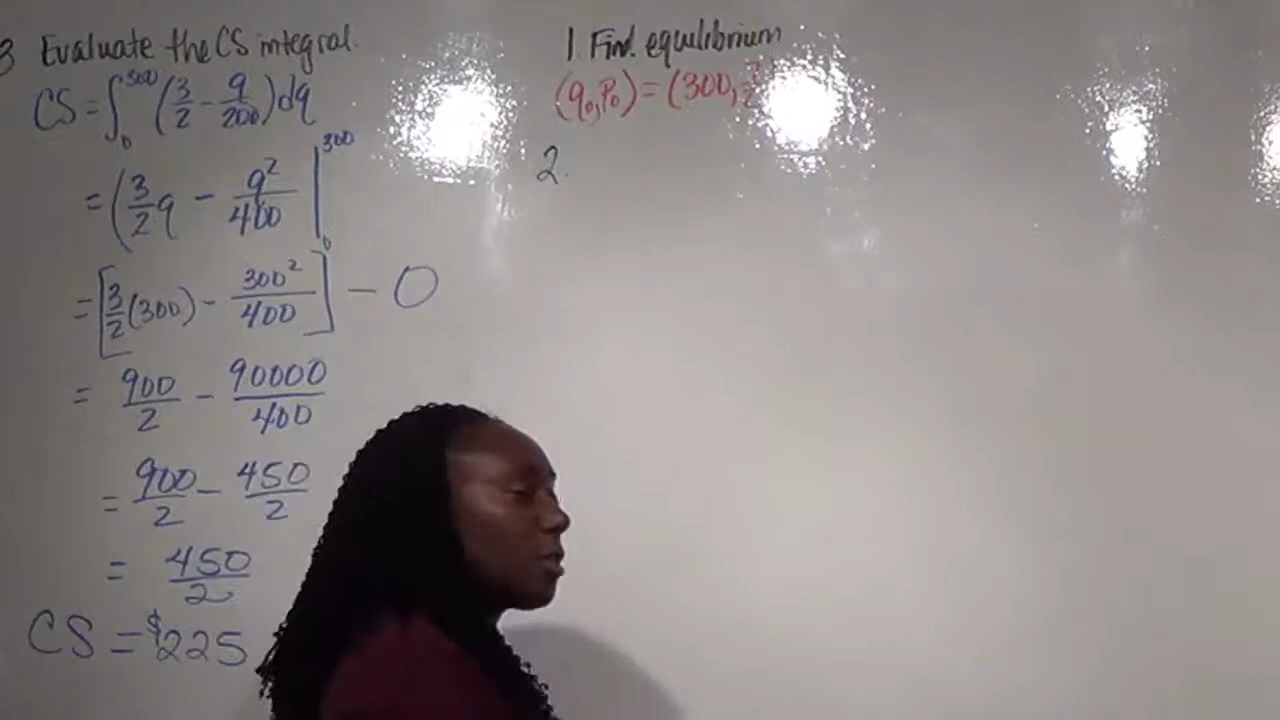 3 Evaluate the CS integral.
CS = ∫₀³⁰⁰ (3/2 - q/200) dq
= (3/2 q - q²/400 |₀³⁰⁰
= [3/2 (300) - 300²/400] - 0
= 900/2 - 90000/400
= 900/2 - 450/2
= 450/2
CS = $225
1. Find equilibrium
(q₀, P₀) = (300,
2.